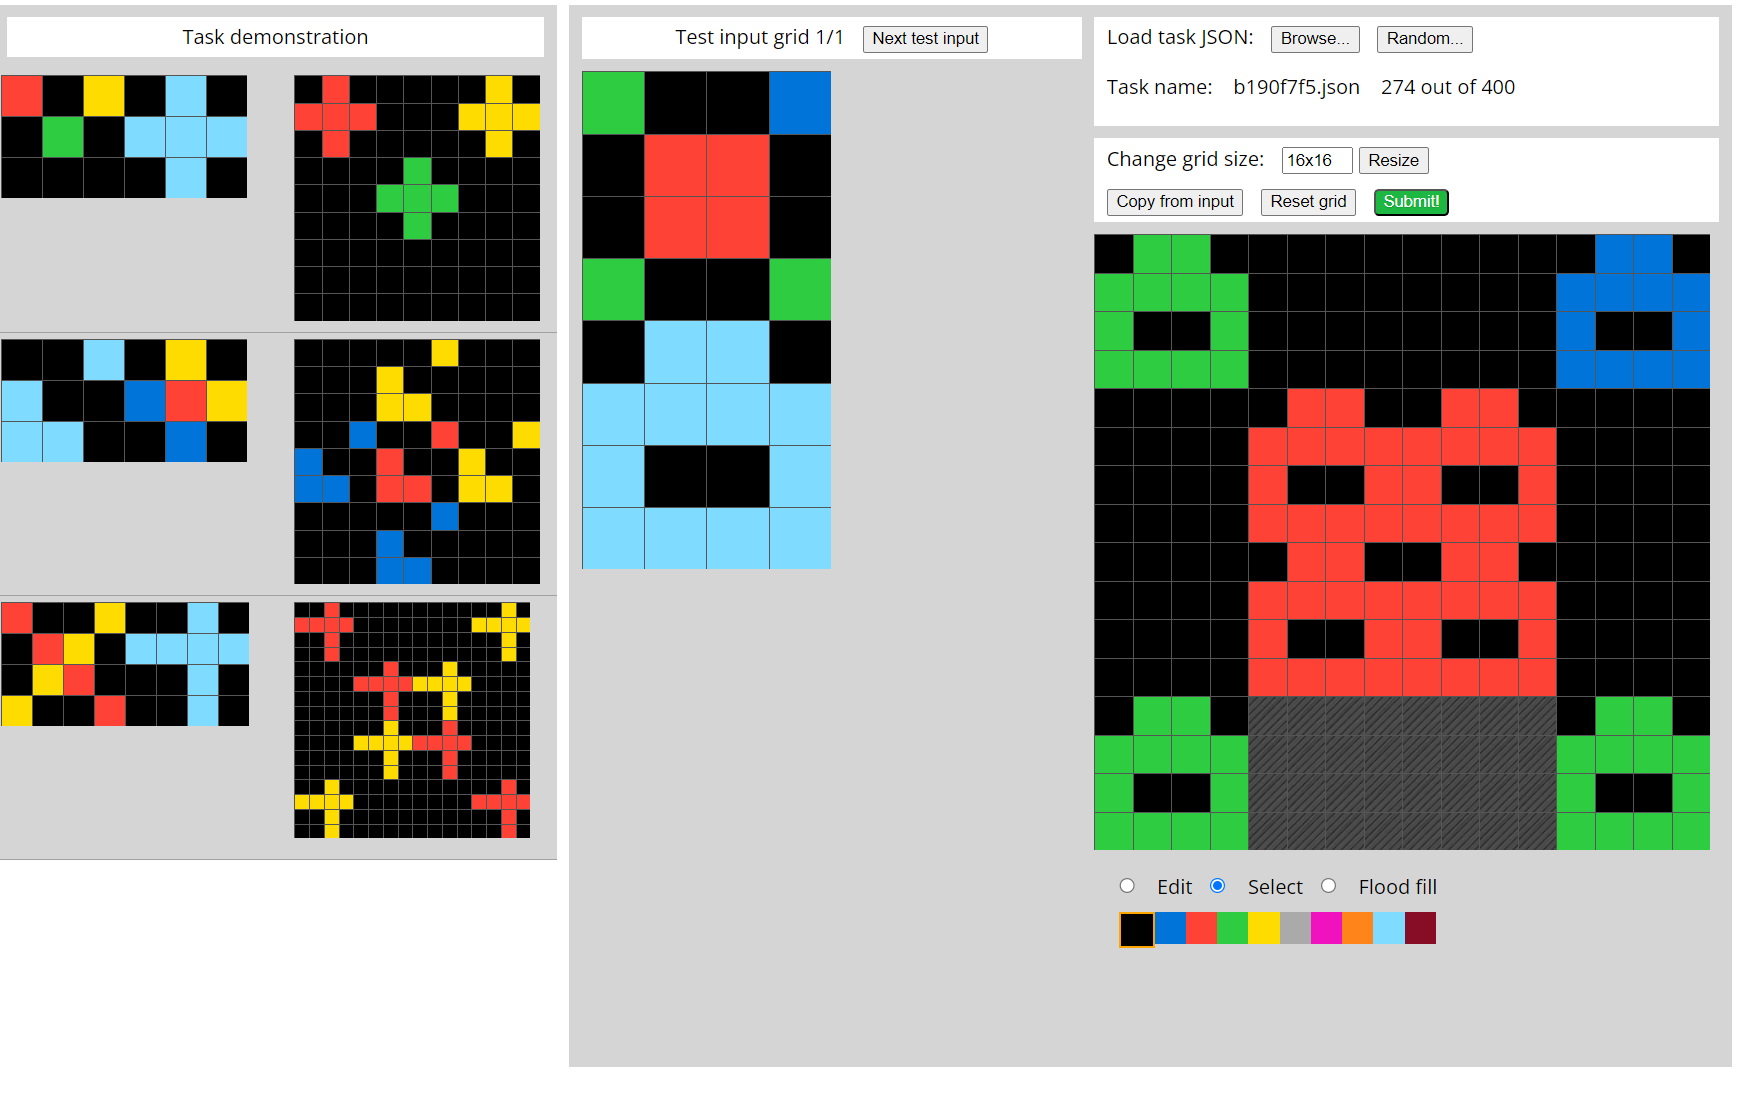 Task demonstration
Test input grid 1/1 Next test input
Load task JSON: Browse... Random...
Task name: b190f7f5.json 274 out of 400
Change grid size: 16x16 Resize
Copy from input Reset grid Submit!
Edit Select Flood fill